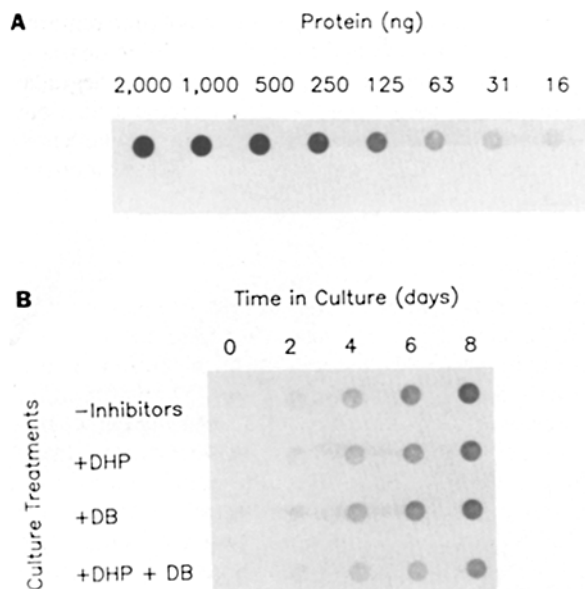 A
Protein (ng)
2,000 1,000 500 250 125 63 31 16
B
Time in Culture (days)
0 2 4 6 8
Culture Treatments
-Inhibitors
+DHP
+DB
+DHP + DB